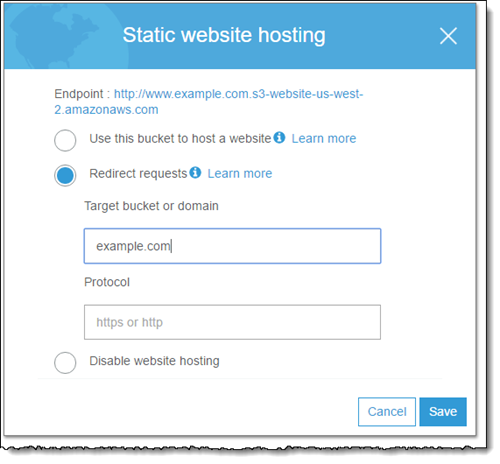 Static website hosting
Endpoint : http://www.example.com.s3-website-us-west-
2.amazonaws.com
Use this bucket to host a website Learn more
Redirect requests Learn more
Target bucket or domain
example.com
Protocol
https or http
Disable website hosting
Cancel Save